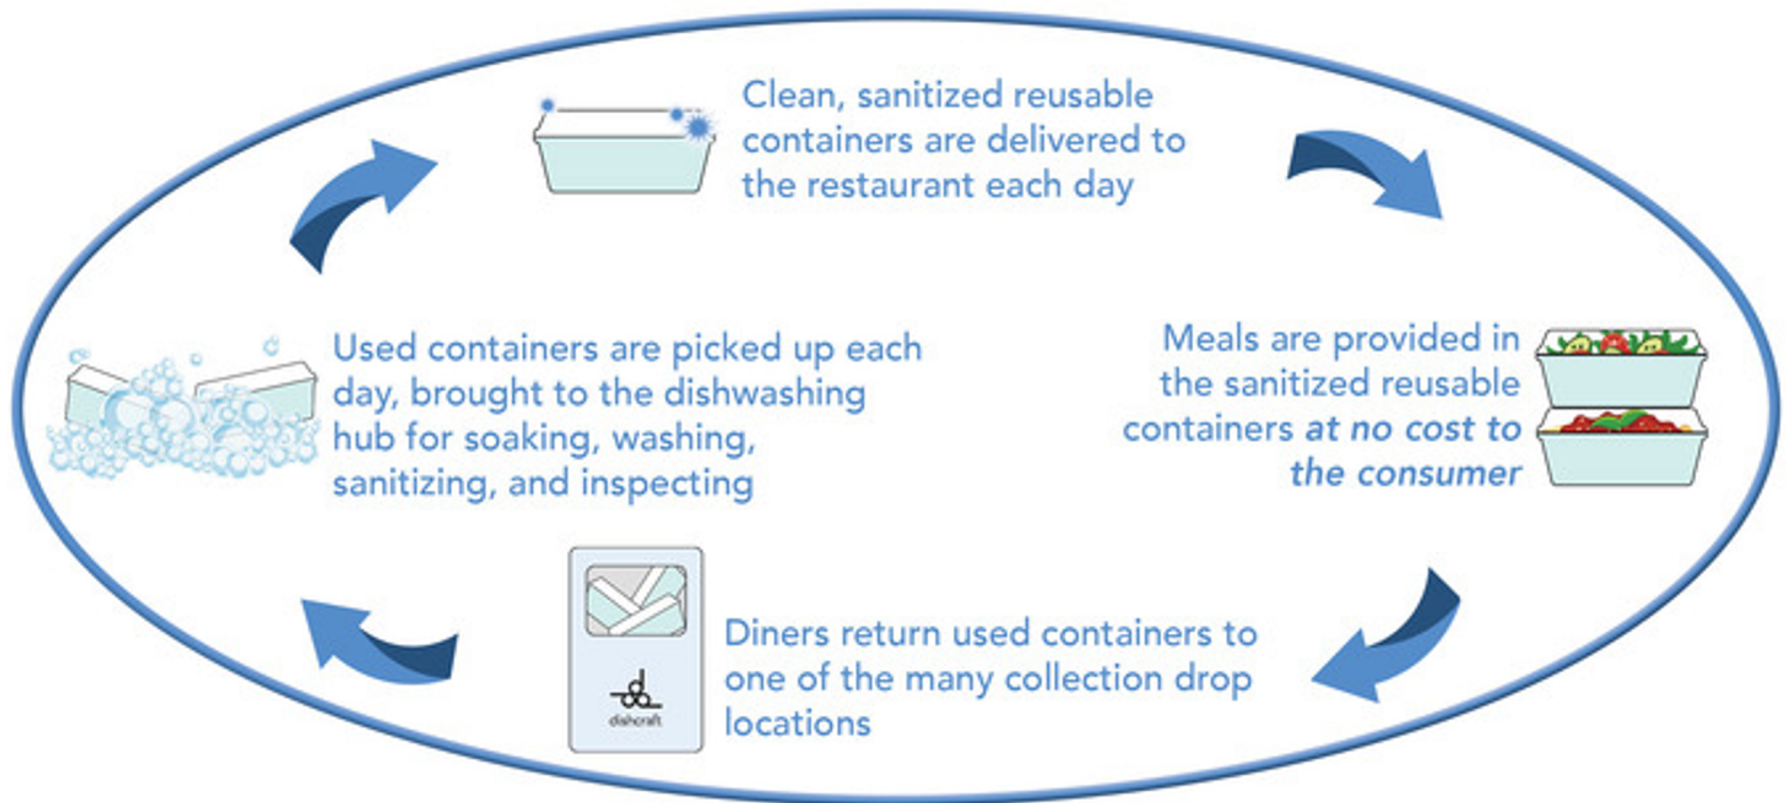 Clean, sanitized reusable
containers are delivered to
the restaurant each day
Meals are provided in
the sanitized reusable
containers at no cost to
the consumer
Diners return used containers to
one of the many collection drop
locations
dishcraft
Used containers are picked up each
day, brought to the dishwashing
hub for soaking, washing,
sanitizing, and inspecting